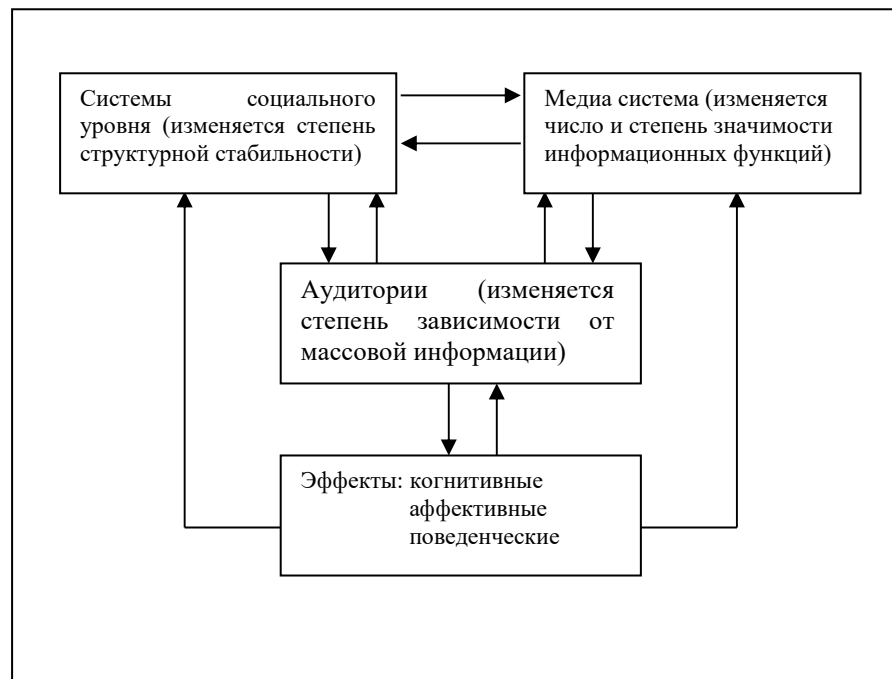 Системы социального
уровня (изменяется степень
структурной стабильности)
Медиа система (изменяется
число и степень значимости
информационных функций)
Аудитории (изменяется
степень зависимости от
массовой информации)
Эффекты: когнитивные
аффективные
поведенческие